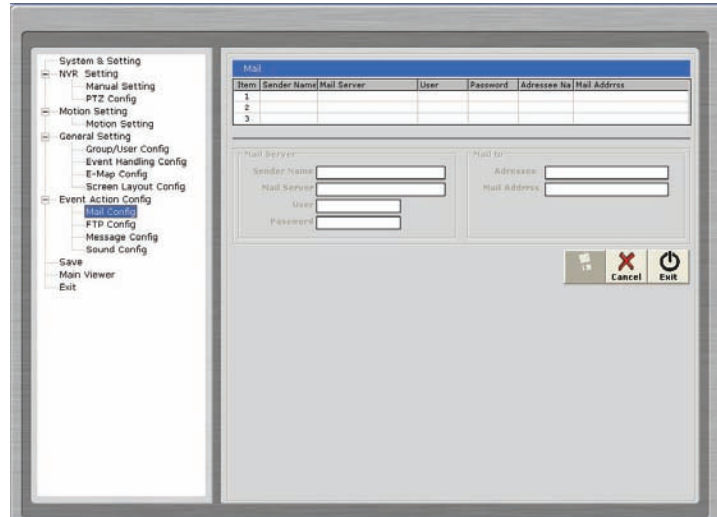 System & Setting
NVR Setting
Manual Setting
PTZ Config
Motion Setting
Motion Setting
General Setting
Group/User Config
Event Handling Config
E-Map Config
Screen Layout Config
Event Action Config
Mail Config
FTP Config
Message Config
Sound Config
Save
Main Viewer
Exit
Mail
Item Sender Name Mail Server User Password Adressee Na Mail Addrrss
1
2
3
Mail Server
Sender Name
Mail Server
User
Password
Mail to
Adressee
Mail Address
Cancel
Exit